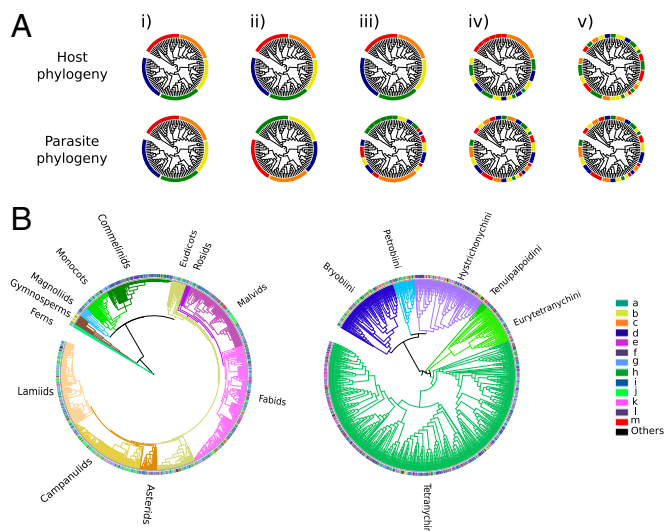 A
i)
ii)
iii)
iv)
v)
Host
phylogeny
Parasite
phylogeny
B
Ferns
Gymnosperms
Magnoliids
Monocots
Commelinids
Eudicots
Rosids
Malvids
Fabids
Asterids
Campanulids
Lamiids
Bryobiini
Petrobiini
Hystrichonychini
Tenuipalpoidini
Eurytetranychini
Tetranychini
a
b
c
d
e
f
g
h
i
j
k
l
m
Others